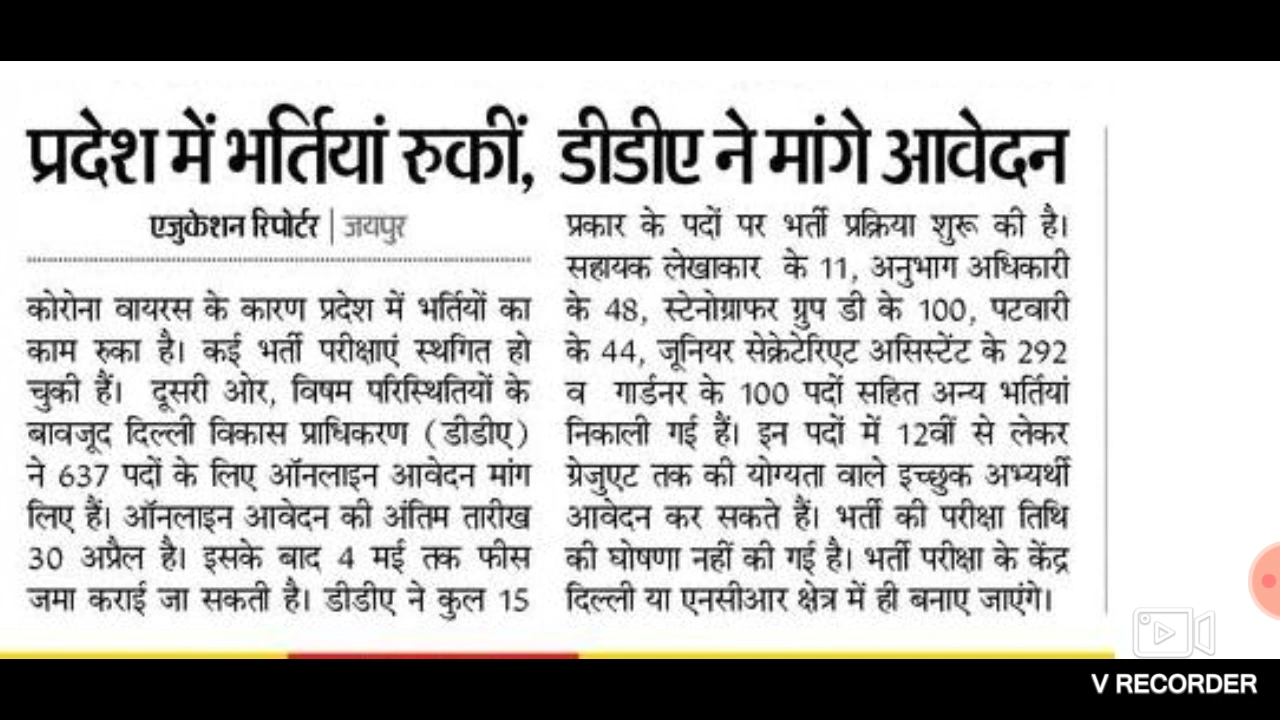 प्रदेश में भर्तियां रुकीं, डीडीए ने मांगे आवेदन
एजुकेशन रिपोर्टर | जयपुर
कोरोना वायरस के कारण प्रदेश में भर्तियों का
काम रुका है। कई भर्ती परीक्षाएं स्थगित हो
चुकी हैं। दूसरी ओर, विषम परिस्थितियों के
बावजूद दिल्ली विकास प्राधिकरण (डीडीए)
ने 637 पदों के लिए ऑनलाइन आवेदन मांग
लिए हैं। ऑनलाइन आवेदन की अंतिम तारीख
30 अप्रैल है। इसके बाद 4 मई तक फीस
जमा कराई जा सकती है। डीडीए ने कुल 15
प्रकार के पदों पर भर्ती प्रक्रिया शुरू की है।
सहायक लेखाकार के 11, अनुभाग अधिकारी
के 48, स्टेनोग्राफर ग्रुप डी के 100, पटवारी
के 44, जूनियर सेक्रेटेरिएट असिस्टेंट के 292
व गार्डनर के 100 पदों सहित अन्य भर्तियां
निकाली गई हैं। इन पदों में 12वीं से लेकर
ग्रेजुएट तक की योग्यता वाले इच्छुक अभ्यर्थी
आवेदन कर सकते हैं। भर्ती की परीक्षा तिथि
की घोषणा नहीं की गई है। भर्ती परीक्षा के केंद्र
दिल्ली या एनसीआर क्षेत्र में ही बनाए जाएंगे।
V RECORDER